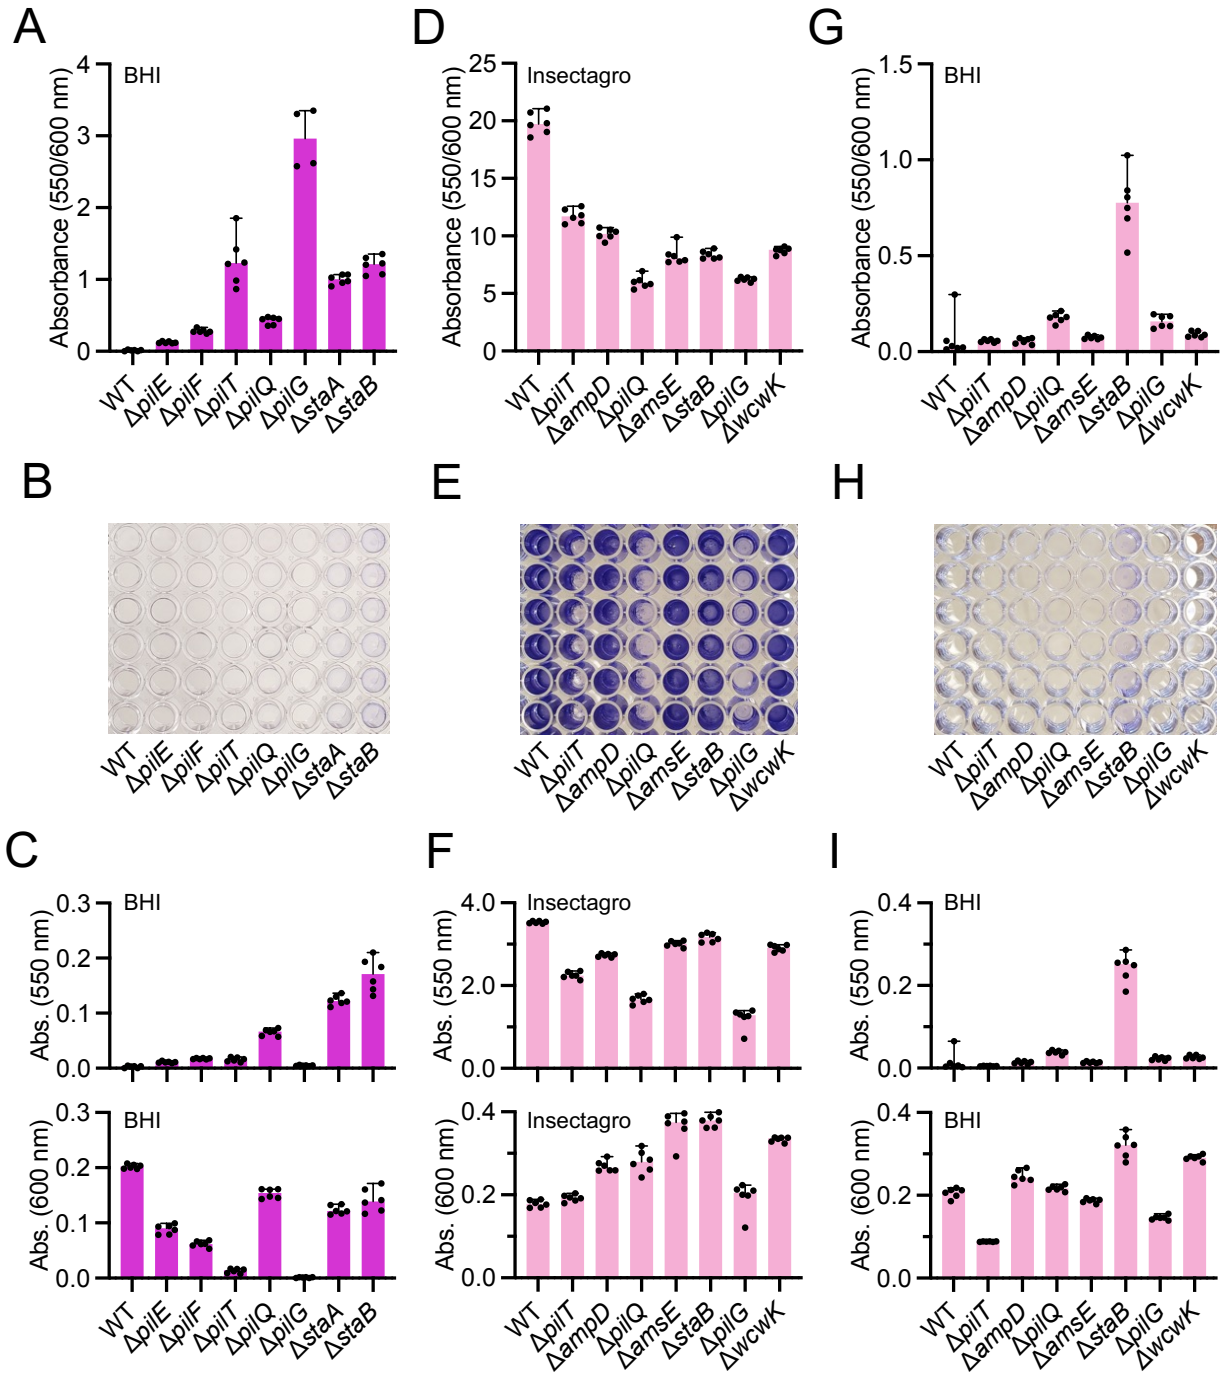 A
BHI
Absorbance (550/600 nm)
4
3
2
1
0
WT
ΔpilE
ΔpilF
ΔpilT
ΔpilQ
ΔpilG
ΔstaA
ΔstaB
D
Insectagro
Absorbance (550/600 nm)
25
20
15
10
5
0
WT
ΔpilT
ΔampD
ΔpilQ
ΔamsE
ΔstaB
ΔpilG
ΔwcwK
G
BHI
Absorbance (550/600 nm)
1.5
1.0
0.5
0.0
WT
ΔpilT
ΔampD
ΔpilQ
ΔamsE
ΔstaB
ΔpilG
ΔwcwK
B
WT
ΔpilE
ΔpilF
ΔpilT
ΔpilQ
ΔpilG
ΔstaA
ΔstaB
E
WT
ΔpilT
ΔampD
ΔpilQ
ΔamsE
ΔstaB
ΔpilG
ΔwcwK
H
WT
ΔpilT
ΔampD
ΔpilQ
ΔamsE
ΔstaB
ΔpilG
ΔwcwK
C
BHI
Abs. (550 nm)
0.3
0.2
0.1
0.0
BHI
Abs. (600 nm)
0.3
0.2
0.1
0.0
WT
ΔpilE
ΔpilF
ΔpilT
ΔpilQ
ΔpilG
ΔstaA
ΔstaB
F
Insectagro
Abs. (550 nm)
4.0
2.0
0.0
Insectagro
Abs. (600 nm)
0.4
0.2
0.0
WT
ΔpilT
ΔampD
ΔpilQ
ΔamsE
ΔstaB
ΔpilG
ΔwcwK
I
BHI
Abs. (550 nm)
0.4
0.2
0.0
BHI
Abs. (600 nm)
0.4
0.2
0.0
WT
ΔpilT
ΔampD
ΔpilQ
ΔamsE
ΔstaB
ΔpilG
ΔwcwK